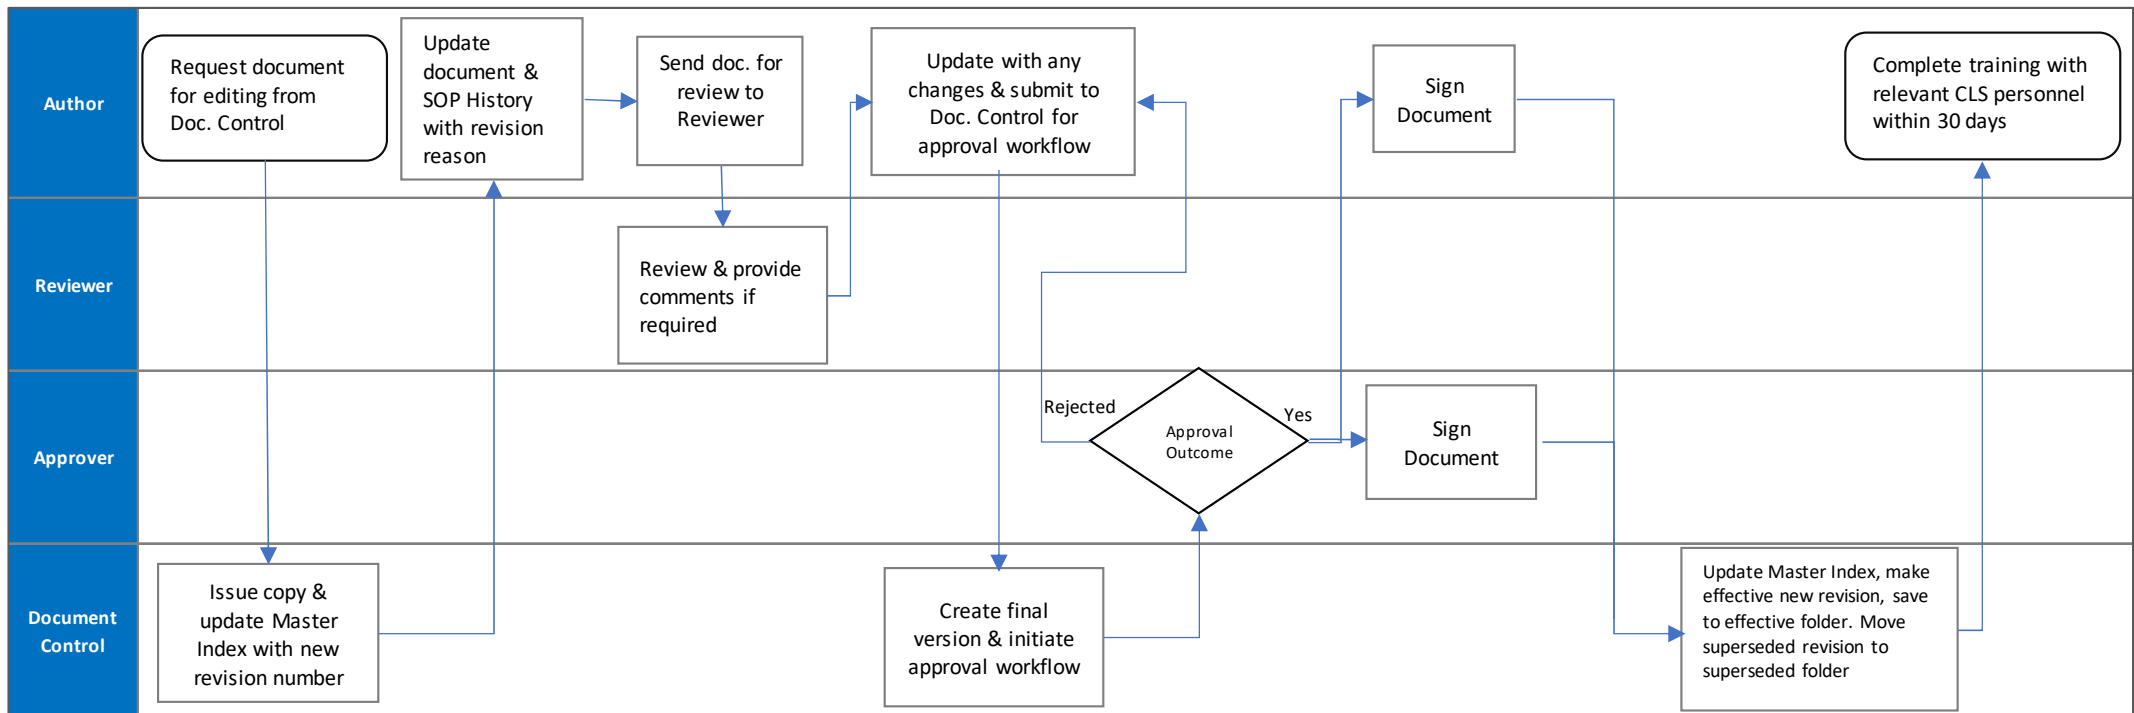 Author
Request document
for editing from
Doc. Control
Update
document &
SOP History
with revision
reason
Send doc. for
review to
Reviewer
Update with any
changes & submit to
Doc. Control for
approval workflow
Sign
Document
Complete training with
relevant CLS personnel
within 30 days
Reviewer
Review & provide
comments if
required
Approver
Rejected
Approval
Outcome
Yes
Sign
Document
Document
Control
Issue copy &
update Master
Index with new
revision number
Create final
version & initiate
approval workflow
Update Master Index, make
effective new revision, save
to effective folder. Move
superseded revision to
superseded folder